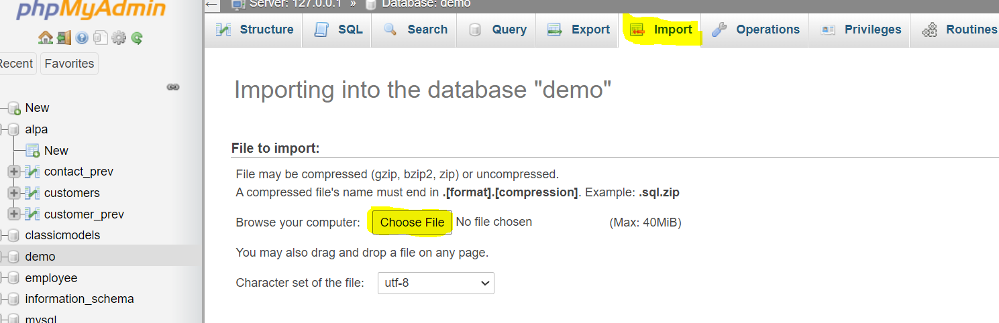 phpMyAdmin
Recent Favorites
New
alpa
New
contact_prev
customers
customer_prev
classicmodels
demo
employee
information_schema
mysql
Server: 127.0.0.1 » Database: demo
Structure SQL Search Query Export Import Operations Privileges Routines
Importing into the database "demo"
File to import:
File may be compressed (gzip, bzip2, zip) or uncompressed.
A compressed file's name must end in .[format].[compression]. Example: .sql.zip
Browse your computer: Choose File No file chosen (Max: 40MiB)
You may also drag and drop a file on any page.
Character set of the file: utf-8